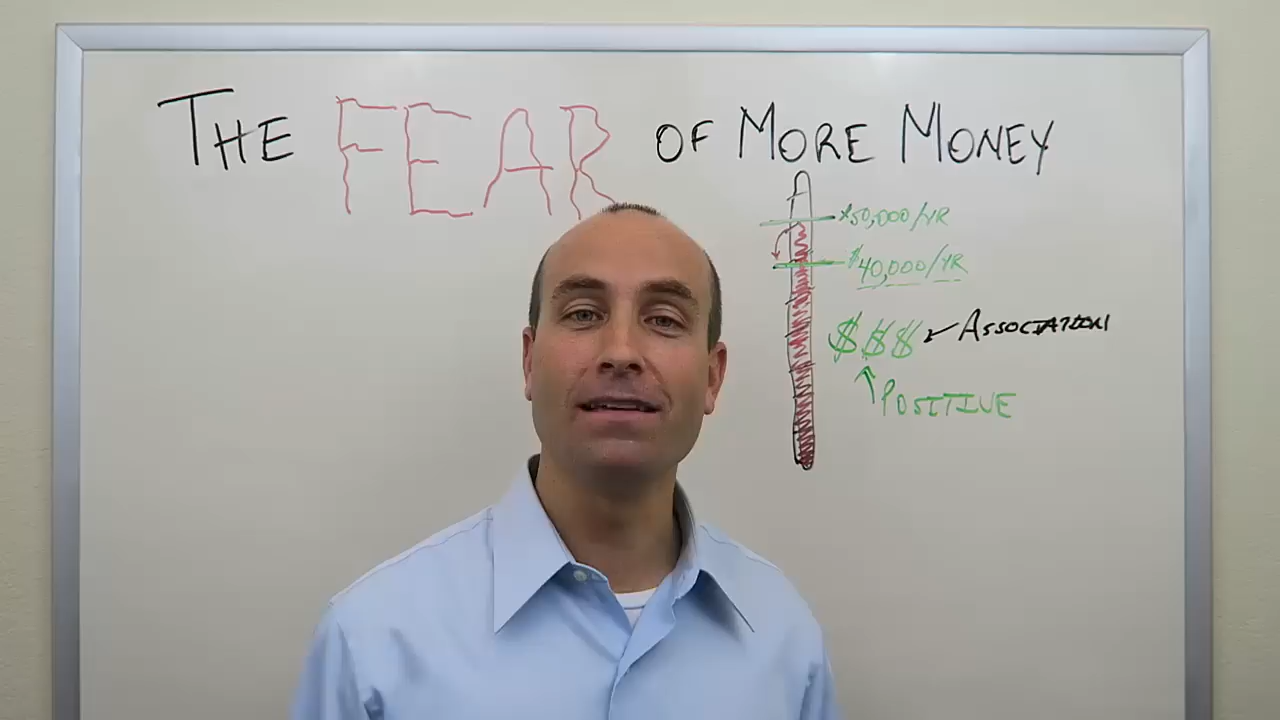 THE FEAR OF MORE MONEY
$50,000/YR
$40,000/YR
$$$ ASSOCIATION
POSITIVE